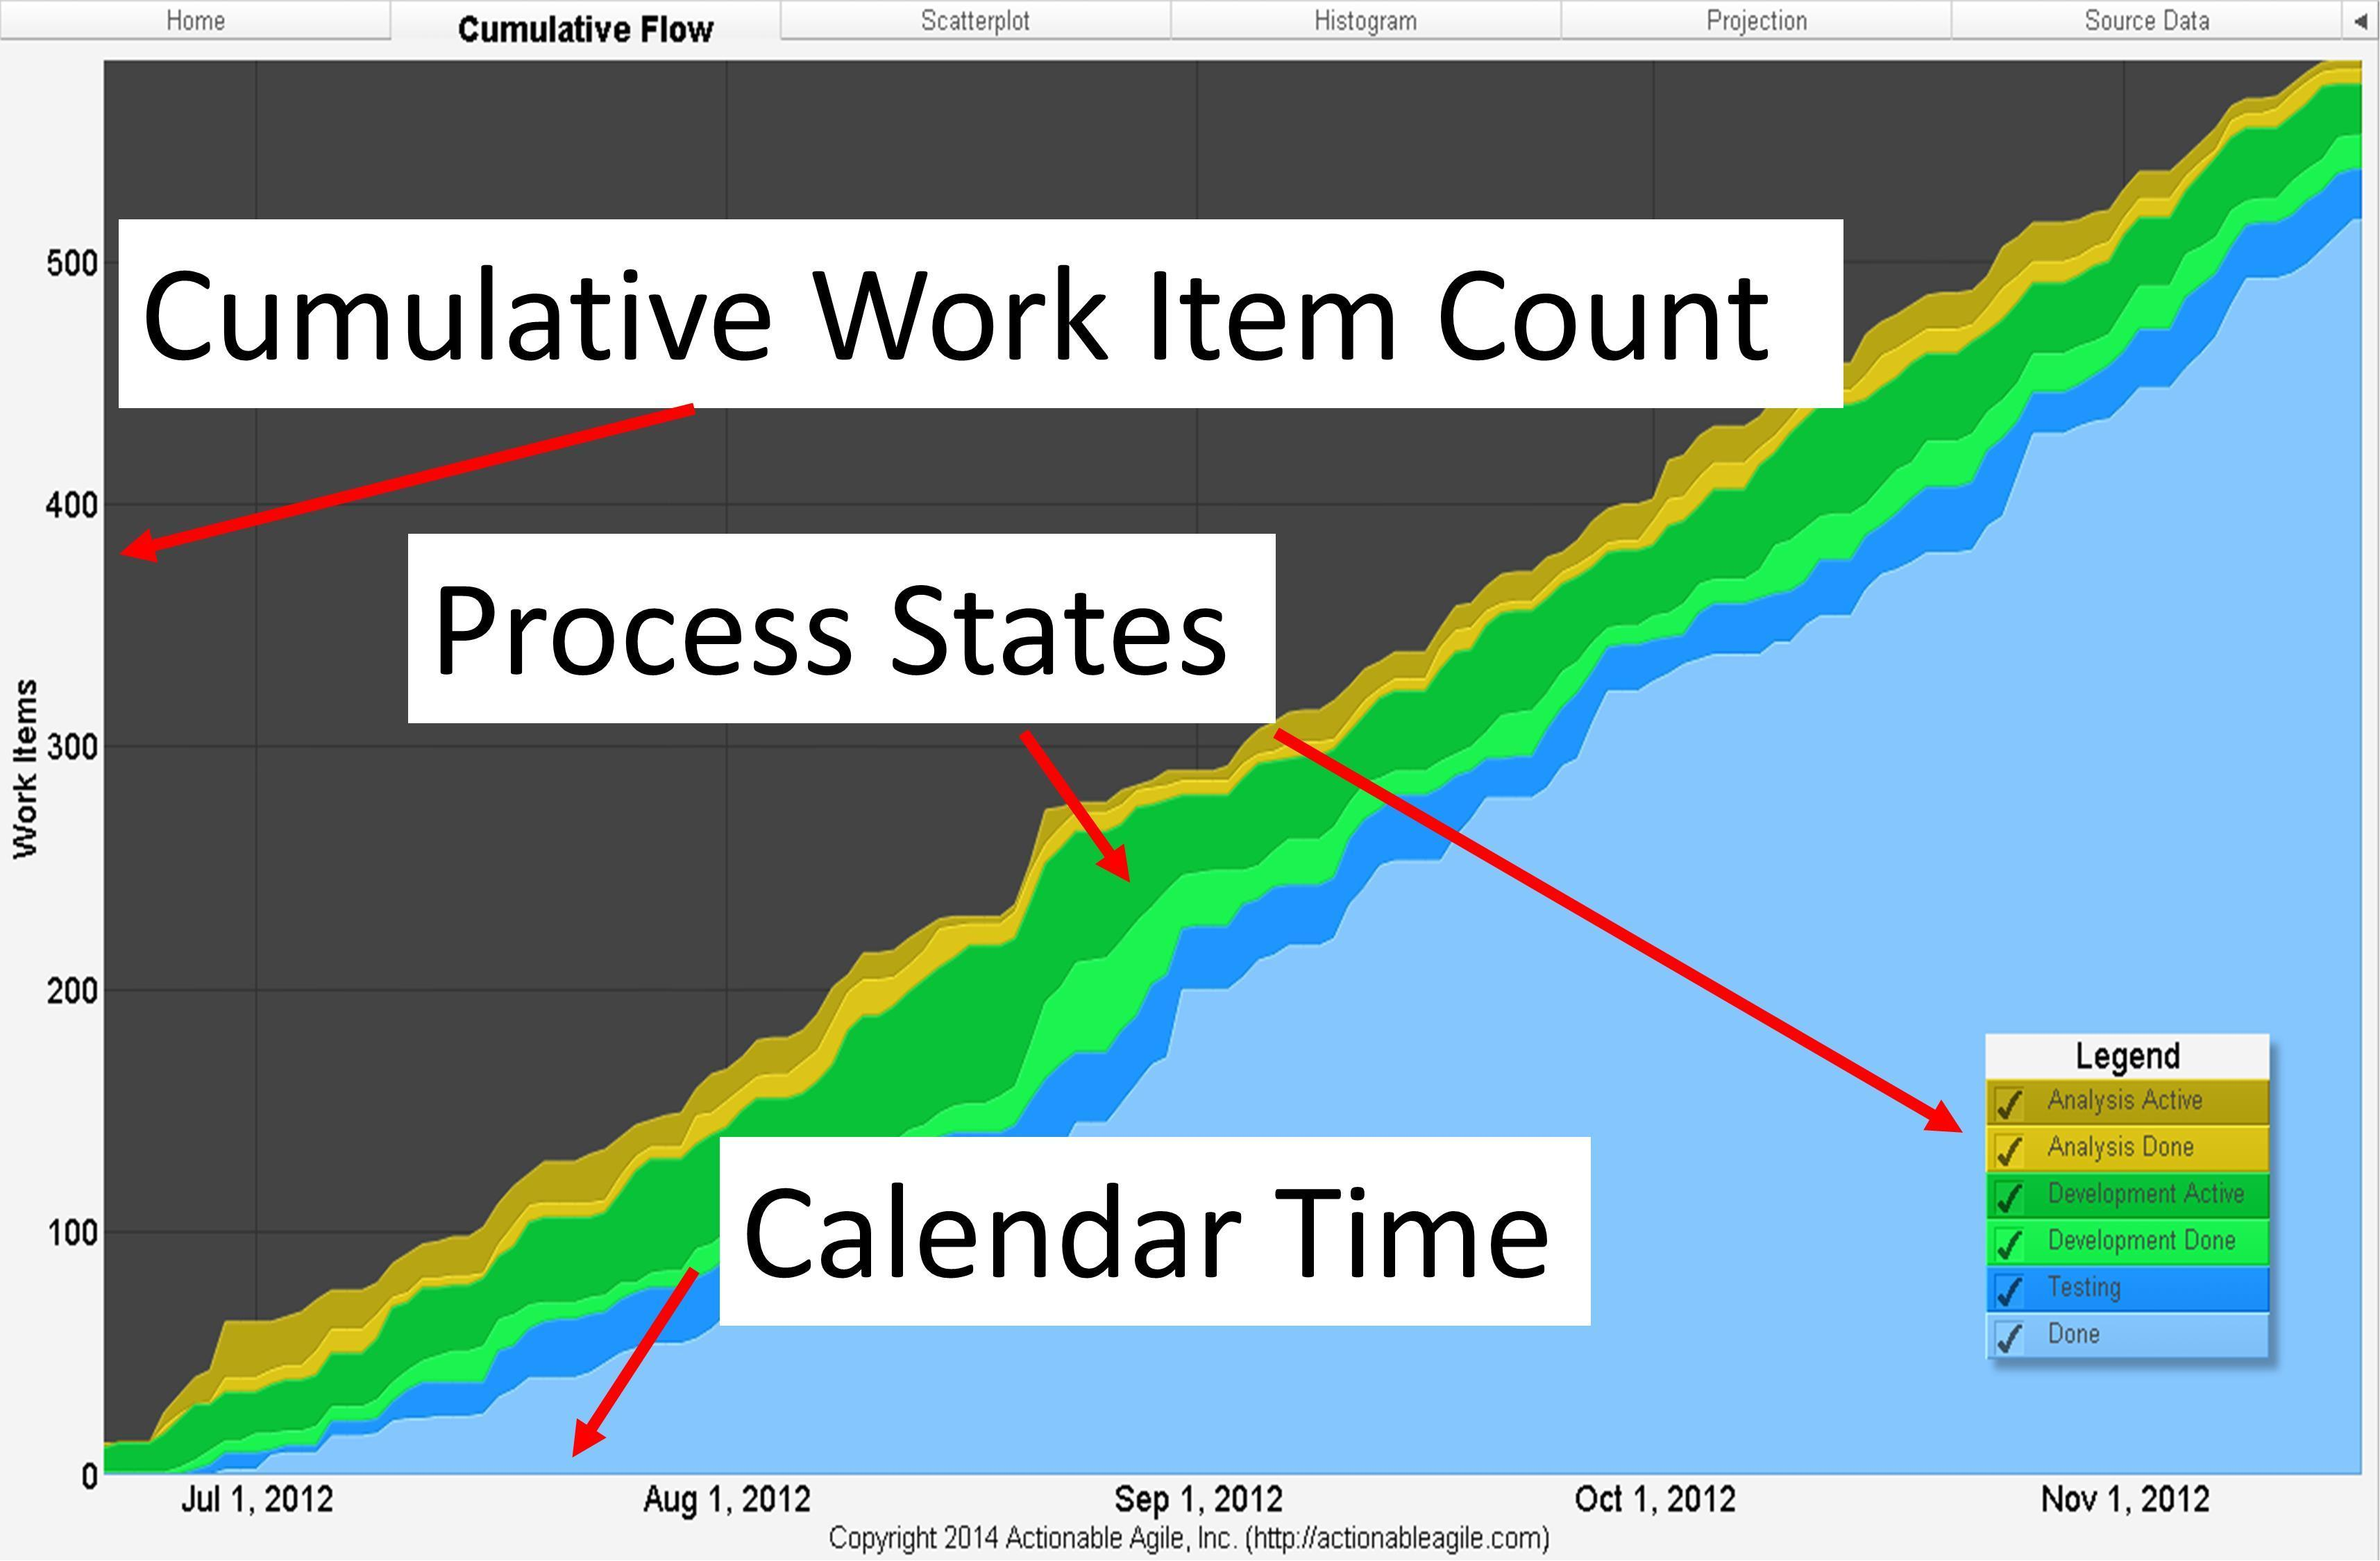 Home
Cumulative Flow
Scatterplot
Histogram
Projection
Source Data
Cumulative Work Item Count
Process States
Calendar Time
Work Items
500
400
300
200
100
0
Legend
Analysis Active
Analysis Done
Development Active
Development Done
Testing
Done
Jul 1, 2012
Aug 1, 2012
Sep 1, 2012
Oct 1, 2012
Nov 1, 2012
Copyright 2014 Actionable Agile, Inc. (http://actionableagile.com)